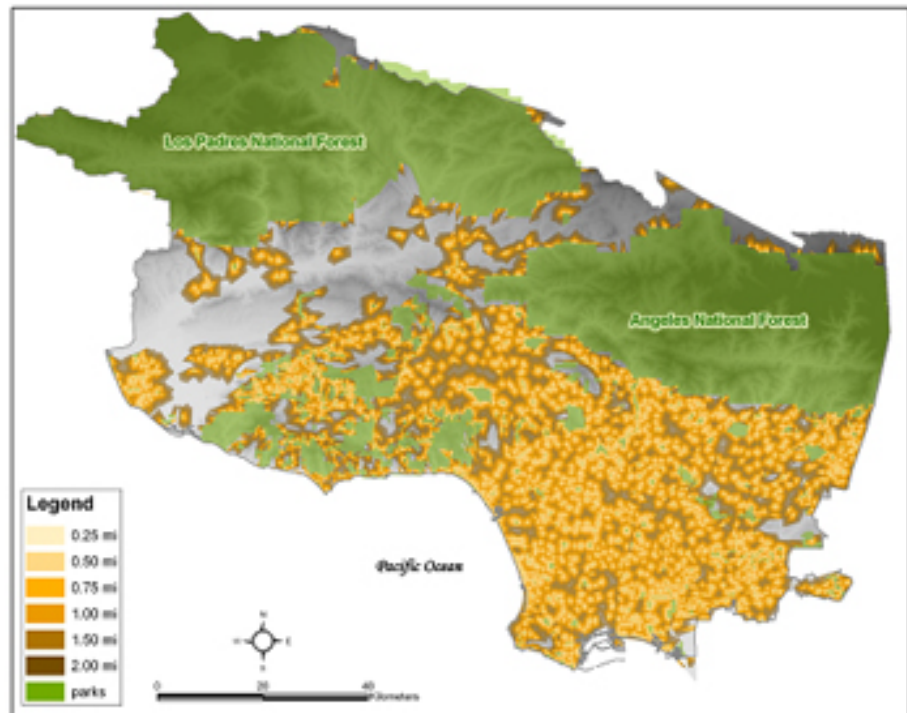 Los Padres National Forest
Angeles National Forest
Pacific Ocean
Legend
0.25 mi
0.50 mi
0.75 mi
1.00 mi
1.50 mi
2.00 mi
parks
N
W
E
S
0
20
40
Kilometers